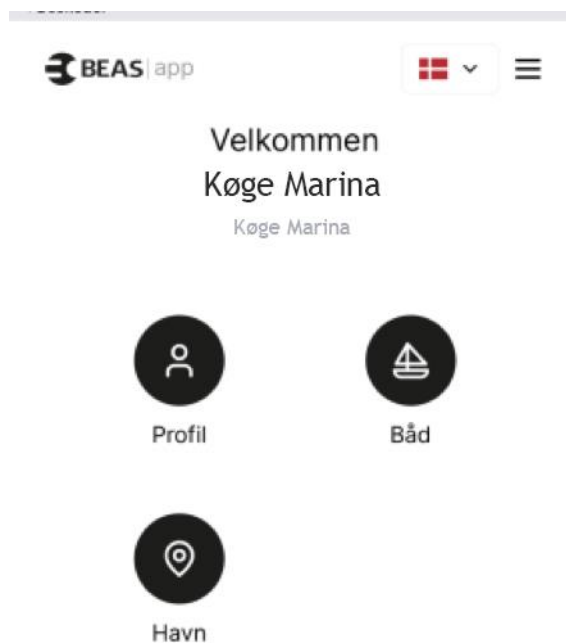 BEAS app
Velkommen
Køge Marina
Køge Marina
Profil
Båd
Havn